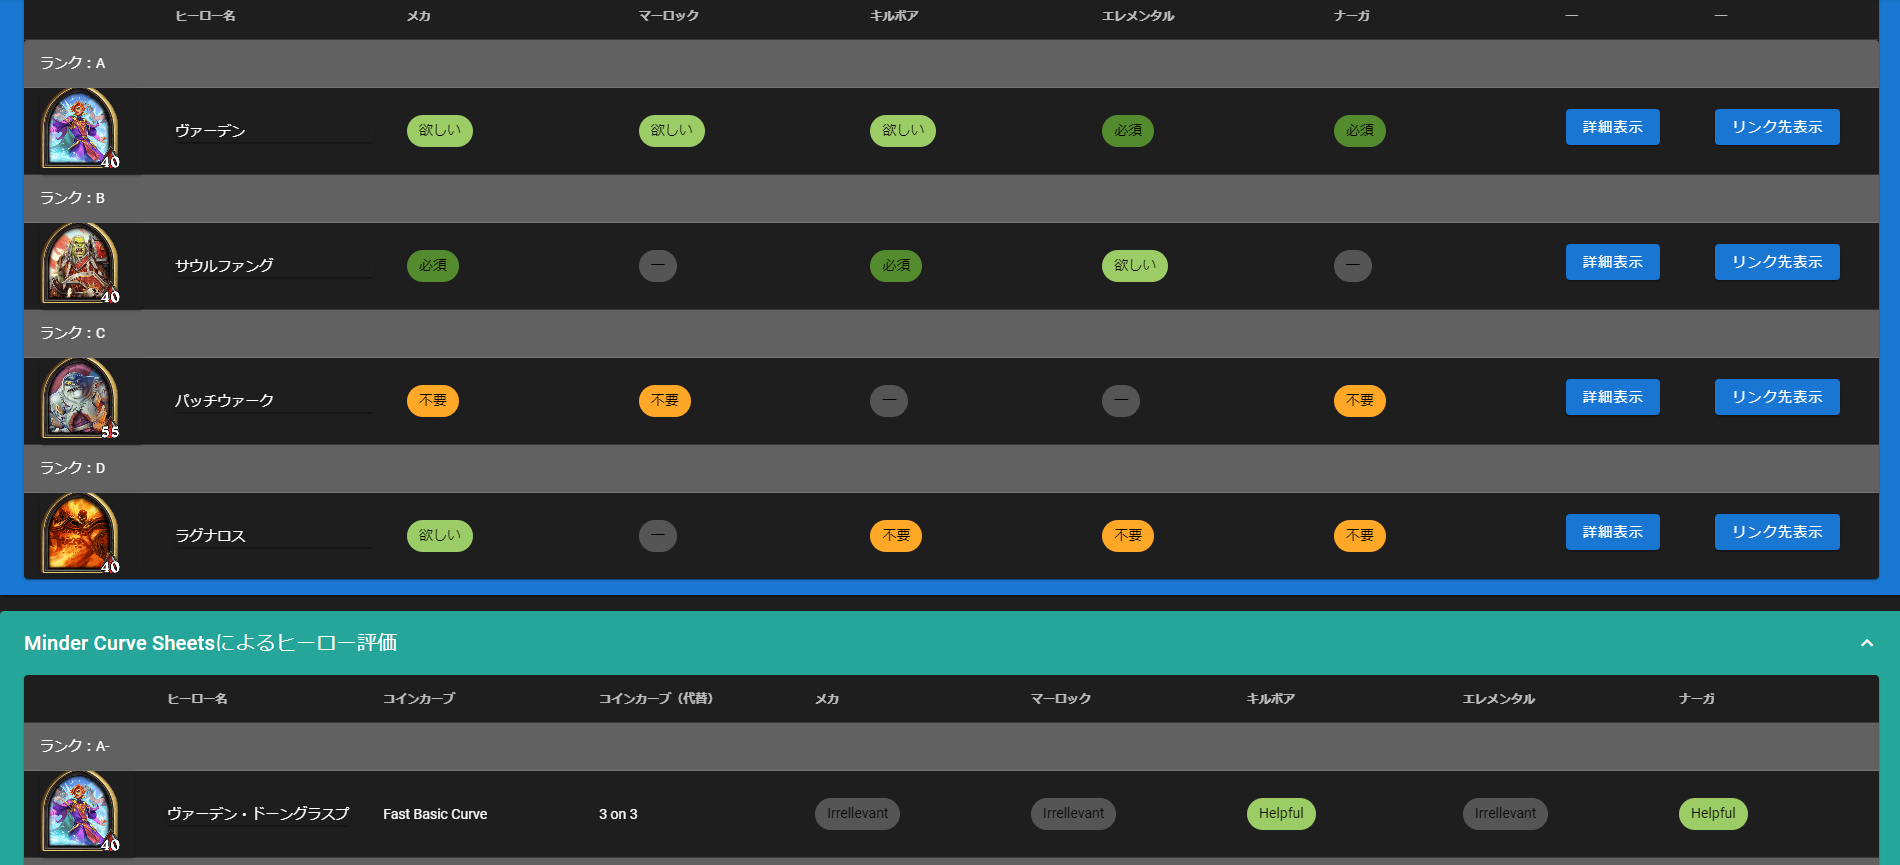 ヒーロー名 メカ マーロック キルボア エレメンタル ナーガ — —
ランク : A
40 ヴァーデン 欲しい 欲しい 欲しい 必須 必須 詳細表示 リンク先表示
ランク : B
40 サウルファング 必須 — 必須 欲しい — 詳細表示 リンク先表示
ランク : C
55 パッチウァーク 不要 不要 — — 不要 詳細表示 リンク先表示
ランク : D
40 ラグナロス 欲しい — 不要 不要 不要 詳細表示 リンク先表示
Minder Curve Sheetsによるヒーロー評価
ヒーロー名 コインカーブ コインカーブ（代替） メカ マーロック キルボア エレメンタル ナーガ
ランク : A-
40 ヴァーデン・ドーングラスプ Fast Basic Curve 3 on 3 Irrellevant Irrellevant Helpful Irrellevant Helpful